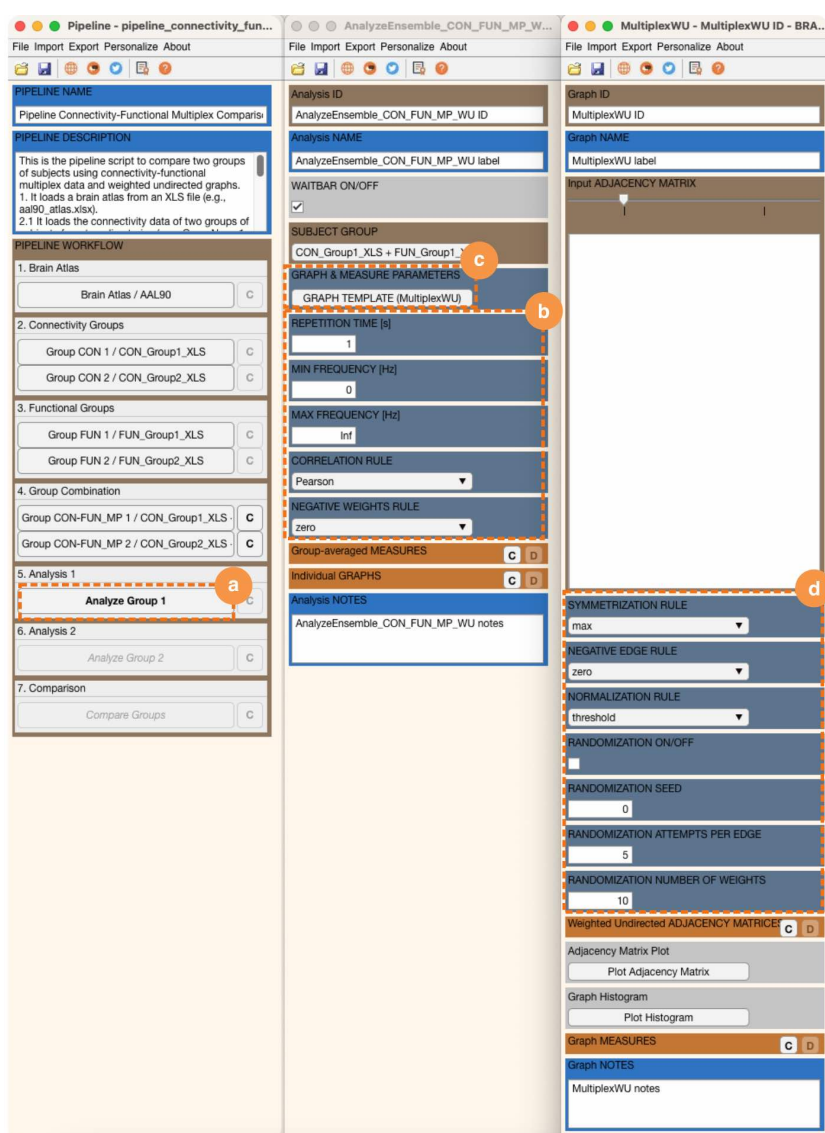 Pipeline - pipeline_connectivity_fun...
File Import Export Personalize About
PIPELINE NAME
Pipeline Connectivity-Functional Multiplex Comparis
PIPELINE DESCRIPTION
This is the pipeline script to compare two groups
of subjects using connectivity-functional
multiplex data and weighted undirected graphs.
1. It loads a brain atlas from an XLS file (e.g.,
aal90_atlas.xlsx).
2.1 It loads the connectivity data of two groups of
PIPELINE WORKFLOW
1. Brain Atlas
Brain Atlas / AAL90
C
2. Connectivity Groups
Group CON 1 / CON_Group1_XLS
C
Group CON 2 / CON_Group2_XLS
C
3. Functional Groups
Group FUN 1 / FUN_Group1_XLS
C
Group FUN 2 / FUN_Group2_XLS
C
4. Group Combination
Group CON-FUN_MP 1 / CON_Group1_XLS -
C
Group CON-FUN_MP 2 / CON_Group2_XLS -
C
5. Analysis 1
a
Analyze Group 1
C
6. Analysis 2
Analyze Group 2
C
7. Comparison
Compare Groups
C
AnalyzeEnsemble_CON_FUN_MP_W...
File Import Export Personalize About
Analysis ID
AnalyzeEnsemble_CON_FUN_MP_WU ID
Analysis NAME
AnalyzeEnsemble_CON_FUN_MP_WU label
WAITBAR ON/OFF
SUBJECT GROUP
CON_Group1_XLS + FUN_Group1_
c
GRAPH & MEASURE PARAMETERS
GRAPH TEMPLATE (MultiplexWU)
b
REPETITION TIME [s]
1
MIN FREQUENCY [Hz]
0
MAX FREQUENCY [Hz]
Inf
CORRELATION RULE
Pearson
NEGATIVE WEIGHTS RULE
zero
Group-averaged MEASURES
C D
Individual GRAPHS
C D
Analysis NOTES
AnalyzeEnsemble_CON_FUN_MP_WU notes
MultiplexWU - MultiplexWU ID - BRA...
File Import Export Personalize About
Graph ID
MultiplexWU ID
Graph NAME
MultiplexWU label
Input ADJACENCY MATRIX
d
SYMMETRIZATION RULE
max
NEGATIVE EDGE RULE
zero
NORMALIZATION RULE
threshold
RANDOMIZATION ON/OFF
RANDOMIZATION SEED
0
RANDOMIZATION ATTEMPTS PER EDGE
5
RANDOMIZATION NUMBER OF WEIGHTS
10
Weighted Undirected ADJACENCY MATRICES
C D
Adjacency Matrix Plot
Plot Adjacency Matrix
Graph Histogram
Plot Histogram
Graph MEASURES
C D
Graph NOTES
MultiplexWU notes